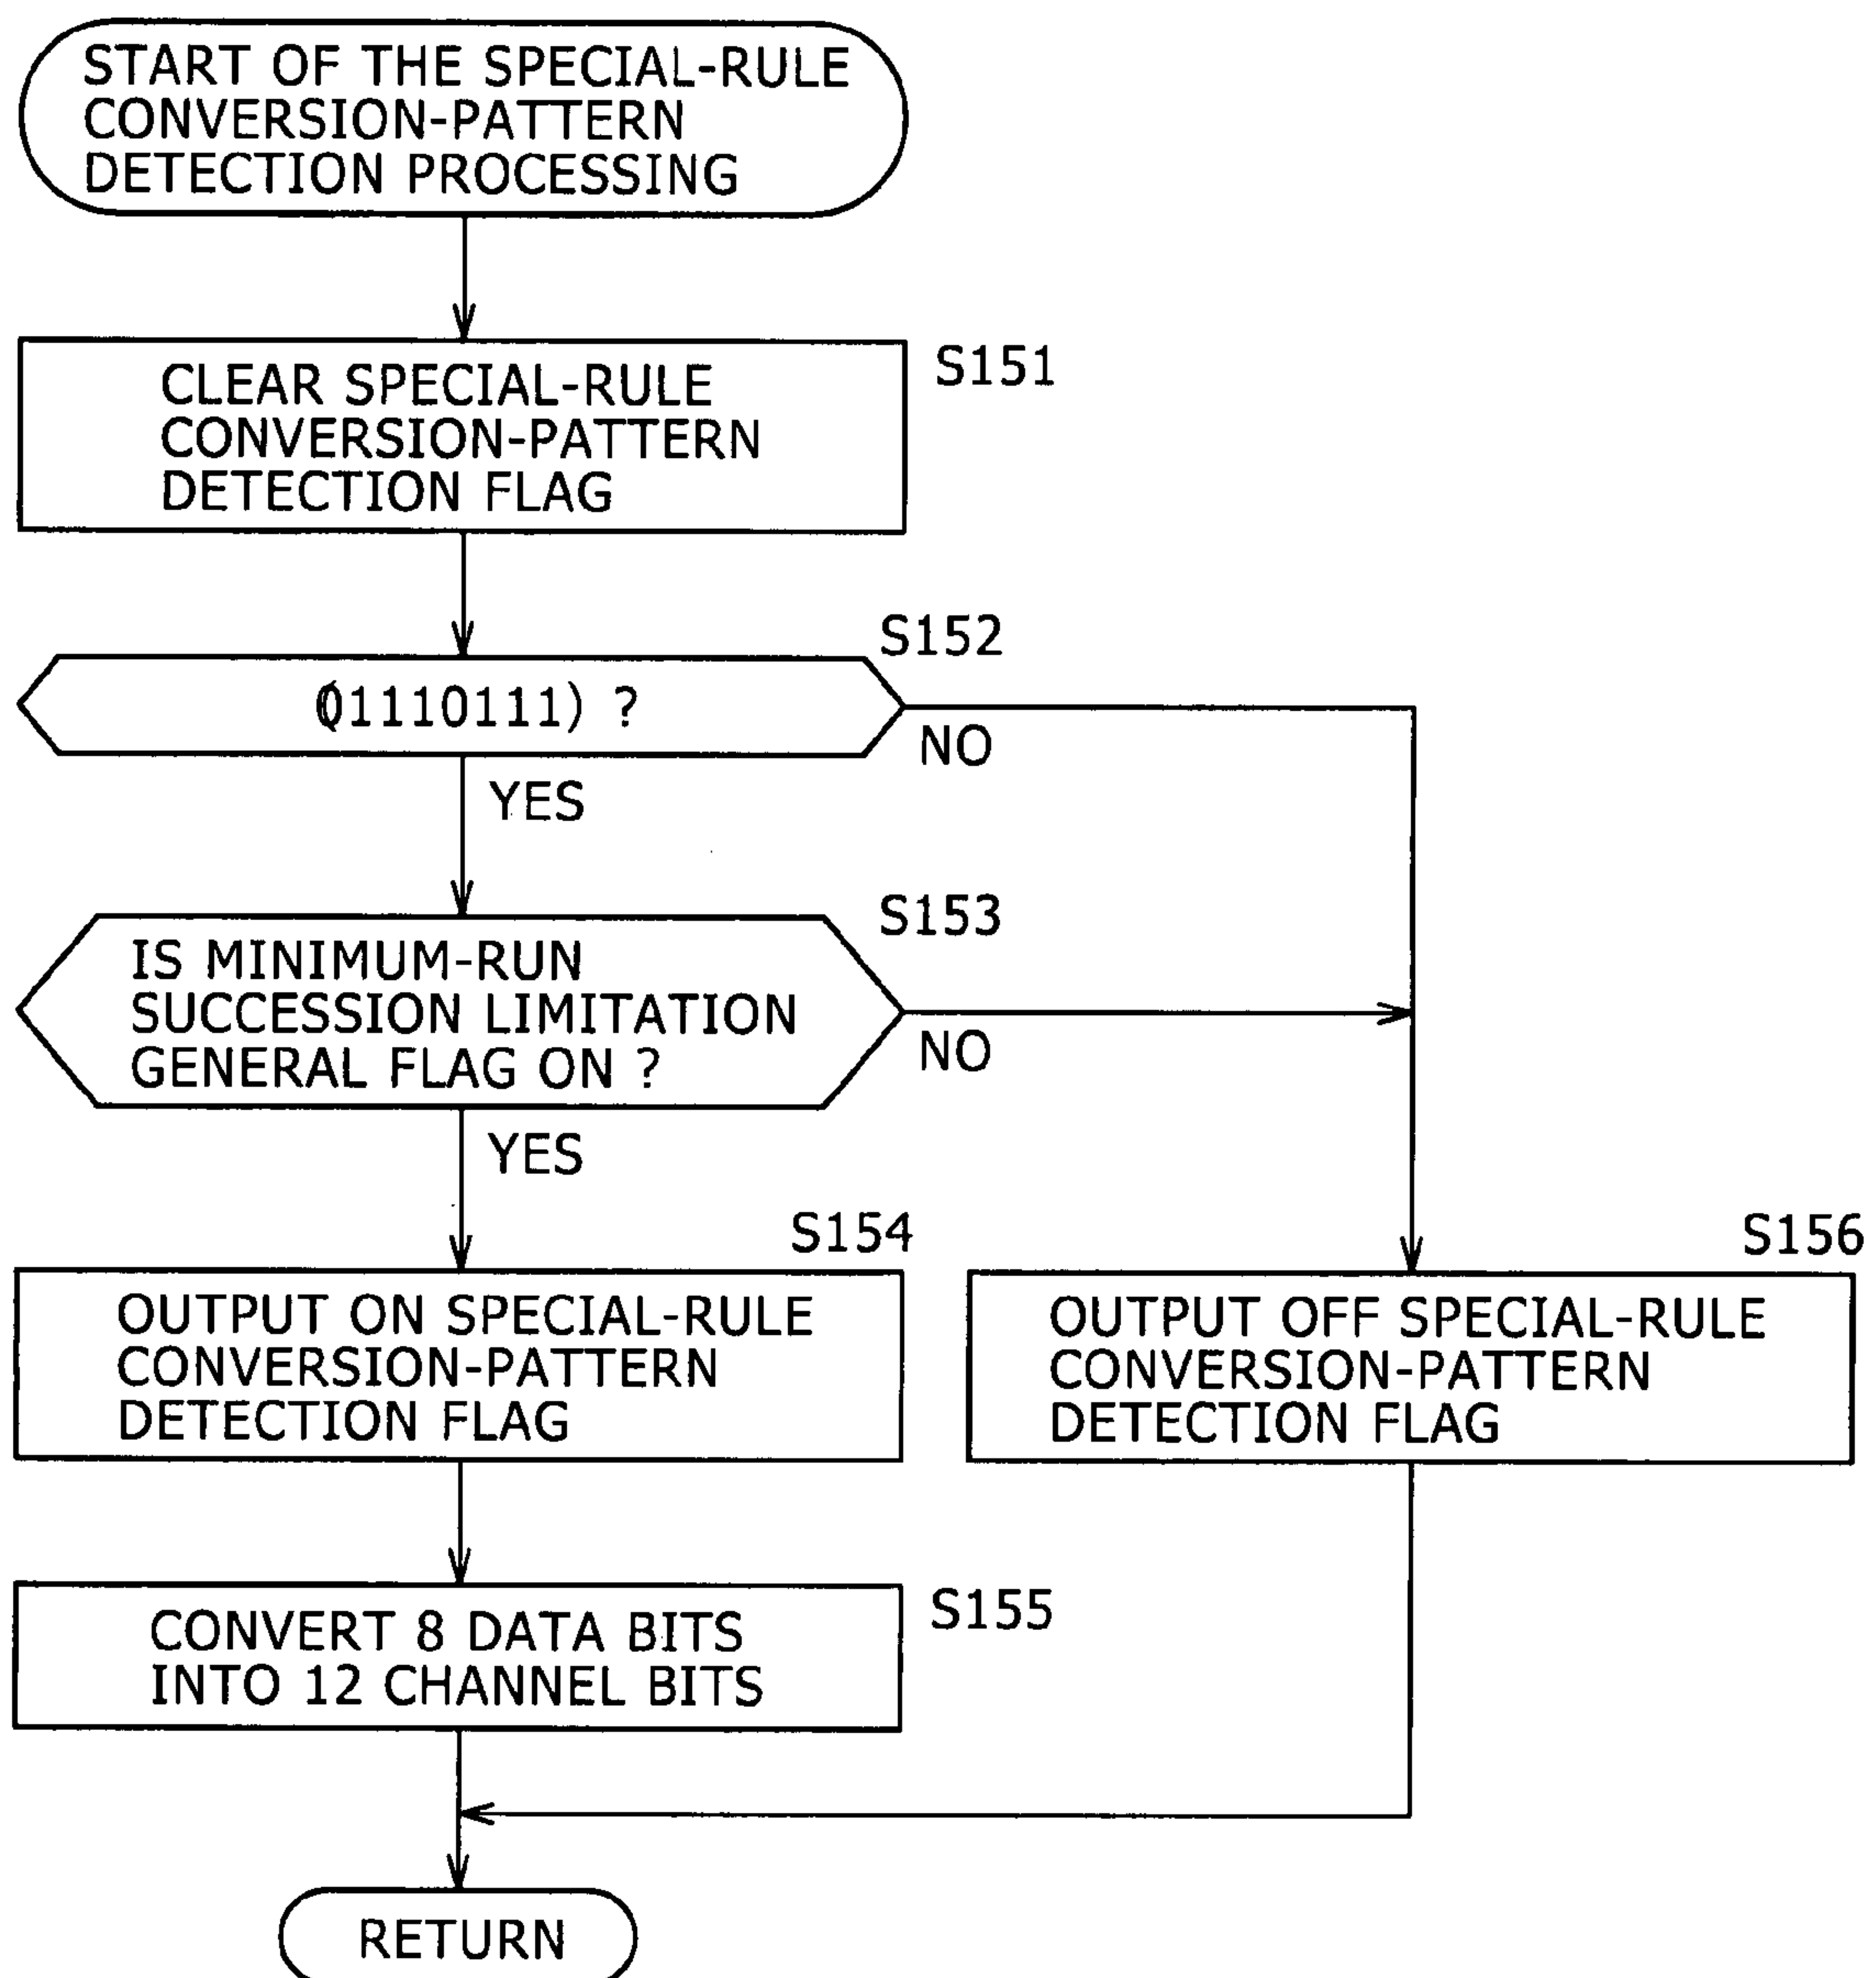 START OF THE SPECIAL-RULE
CONVERSION-PATTERN
DETECTION PROCESSING
CLEAR SPECIAL-RULE
CONVERSION-PATTERN
DETECTION FLAG
S151
S152
(01110111) ?
NO
YES
S153
IS MINIMUM-RUN
SUCCESSION LIMITATION
GENERAL FLAG ON ?
NO
YES
S154
OUTPUT ON SPECIAL-RULE
CONVERSION-PATTERN
DETECTION FLAG
S156
OUTPUT OFF SPECIAL-RULE
CONVERSION-PATTERN
DETECTION FLAG
S155
CONVERT 8 DATA BITS
INTO 12 CHANNEL BITS
RETURN